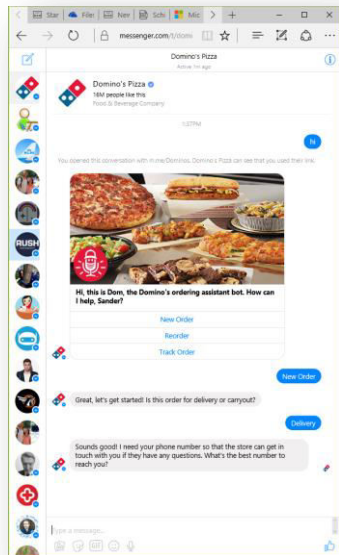 Star
File
Nev
Schi
Mic
messenger.com/t/domi
Domino's Pizza
Active 1m ago
Domino's Pizza
16M people like this
Food & Beverage Company
1:27PM
hi
You opened this conversation with m.me/Dominos. Domino's Pizza can see that you used their link.
Hi, this is Dom, the Domino's ordering assistant bot. How can
I help, Sander?
New Order
Reorder
Track Order
New Order
Great, let's get started! Is this order for delivery or carryout?
Delivery
Sounds good! I need your phone number so that the store can get in
touch with you if they have any questions. What's the best number to
reach you?
RUSH
Type a message...
GIF